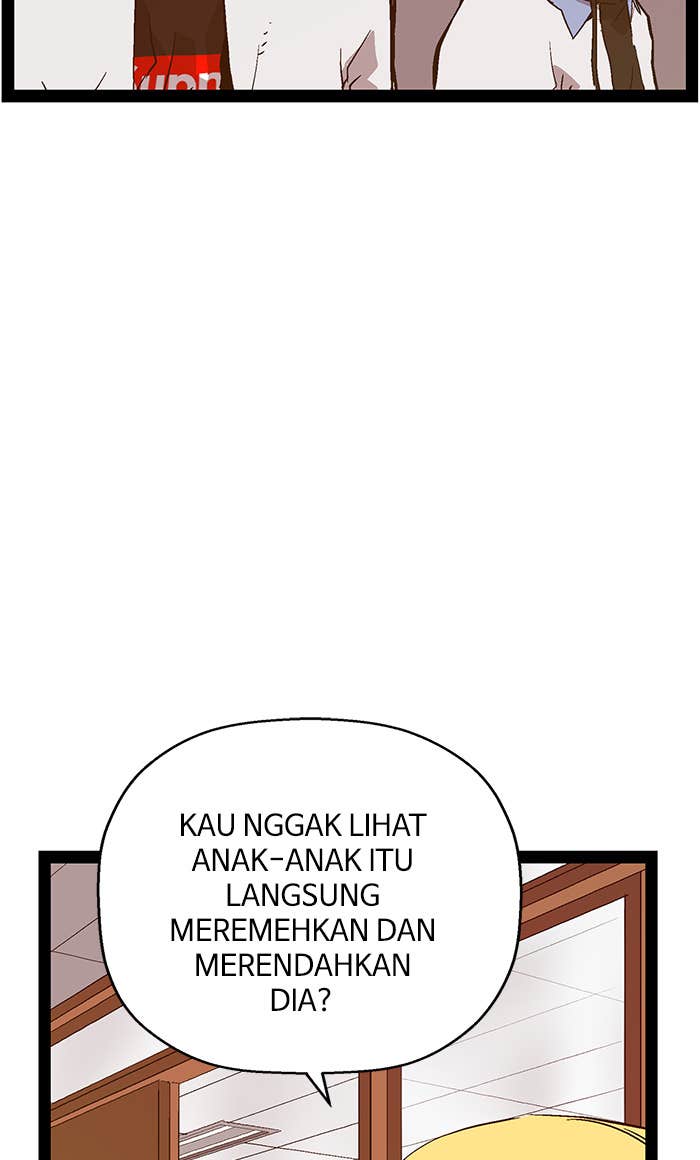 KAU NGGAK LIHAT
ANAK-ANAK ITU
LANGSUNG
MEREMEHKAN DAN
MERENDAHKAN
DIA?